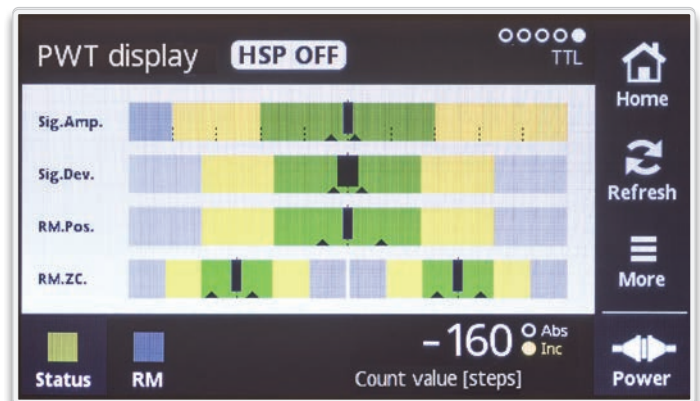 PWT display
HSP OFF
TTL
Home
Sig.Amp.
Sig.Dev.
Refresh
RM.Pos.
RM.ZC.
More
-160
Abs
Inc
Status
RM
Count value [steps]
Power